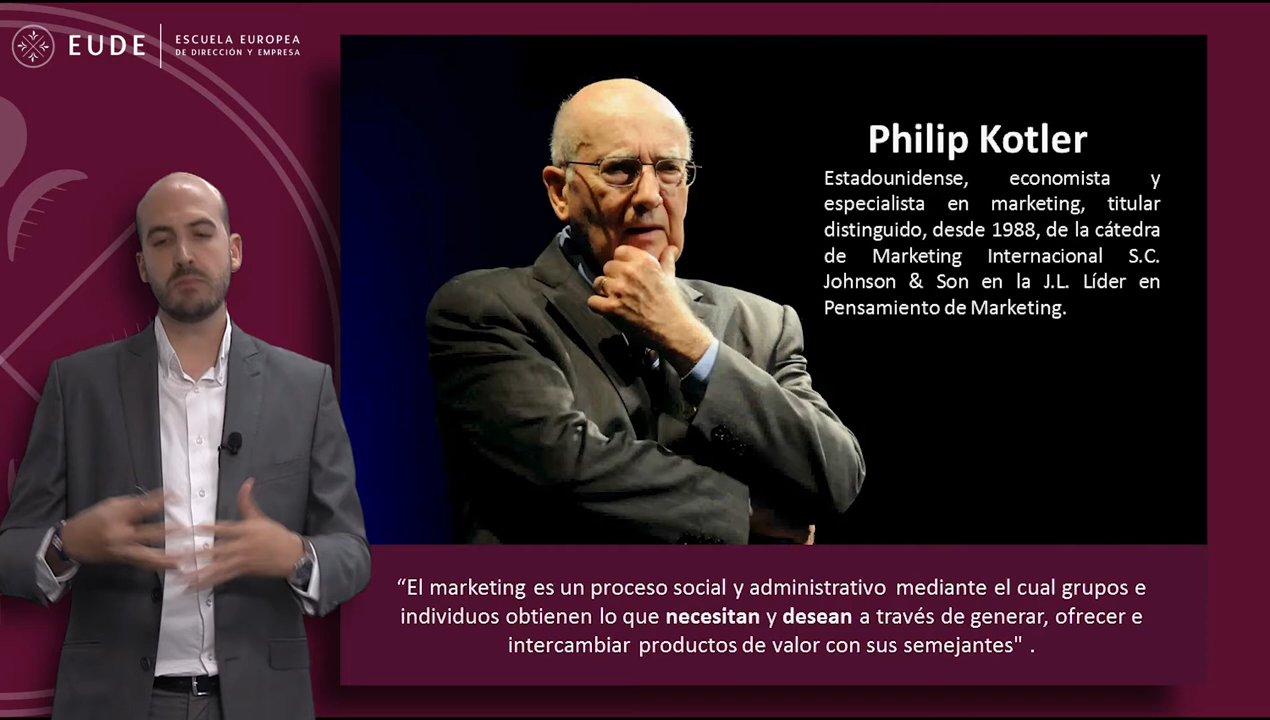 EUDE
ESCUELA EUROPEA
DE DIRECCIÓN Y EMPRESA
Philip Kotler
Estadounidense, economista y
especialista en marketing, titular
distinguido, desde 1988, de la cátedra
de Marketing Internacional S.C.
Johnson & Son en la J.L. Líder en
Pensamiento de Marketing.
“El marketing es un proceso social y administrativo mediante el cual grupos e
individuos obtienen lo que necesitan y desean a través de generar, ofrecer e
intercambiar productos de valor con sus semejantes" .